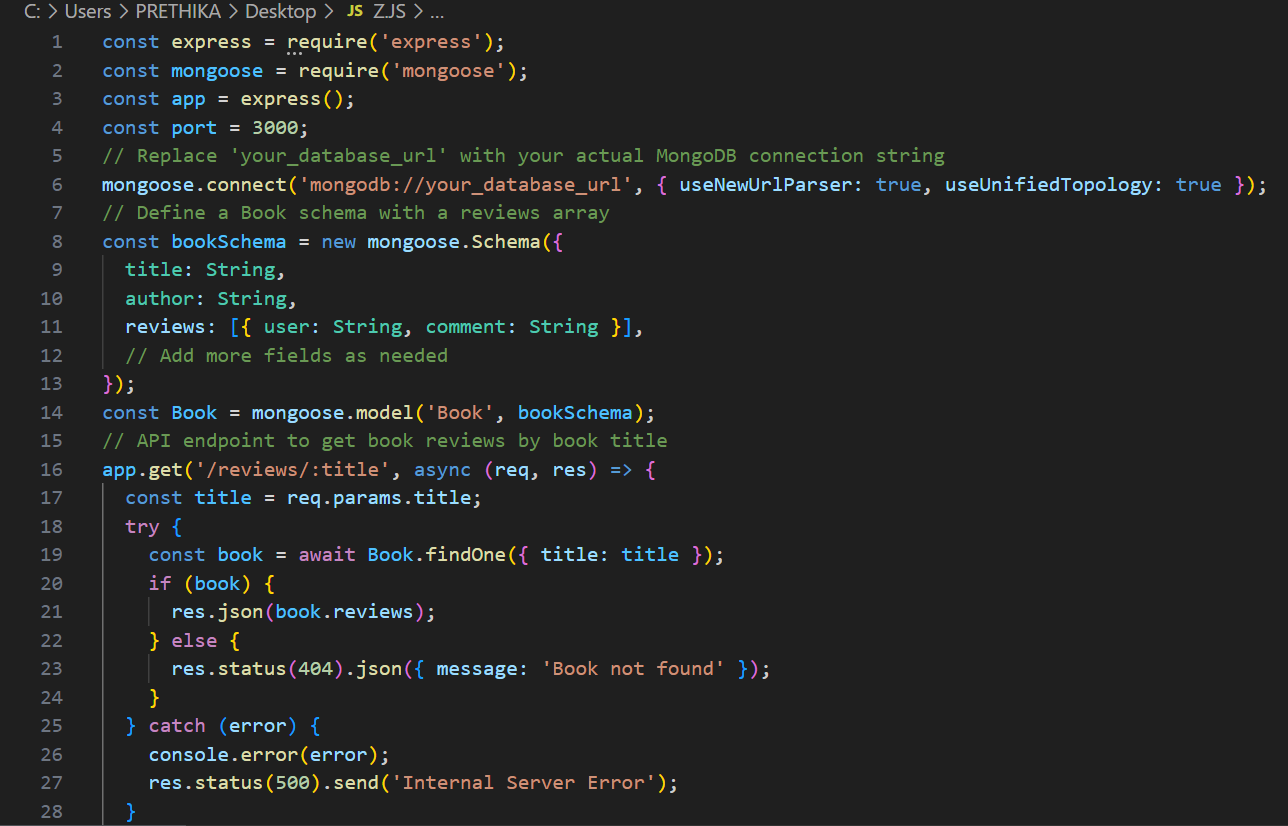 C: > Users > PRETHIKA > Desktop > JS Z.JS > ...
1 const express = require('express');
2 const mongoose = require('mongoose');
3 const app = express();
4 const port = 3000;
5 // Replace 'your_database_url' with your actual MongoDB connection string
6 mongoose.connect('mongodb://your_database_url', { useNewUrlParser: true, useUnifiedTopology: true });
7 // Define a Book schema with a reviews array
8 const bookSchema = new mongoose.Schema({
9   title: String,
10   author: String,
11   reviews: [{ user: String, comment: String }],
12   // Add more fields as needed
13 });
14 const Book = mongoose.model('Book', bookSchema);
15 // API endpoint to get book reviews by book title
16 app.get('/reviews/:title', async (req, res) => {
17   const title = req.params.title;
18   try {
19     const book = await Book.findOne({ title: title });
20     if (book) {
21       res.json(book.reviews);
22     } else {
23       res.status(404).json({ message: 'Book not found' });
24     }
25   } catch (error) {
26     console.error(error);
27     res.status(500).send('Internal Server Error');
28   }